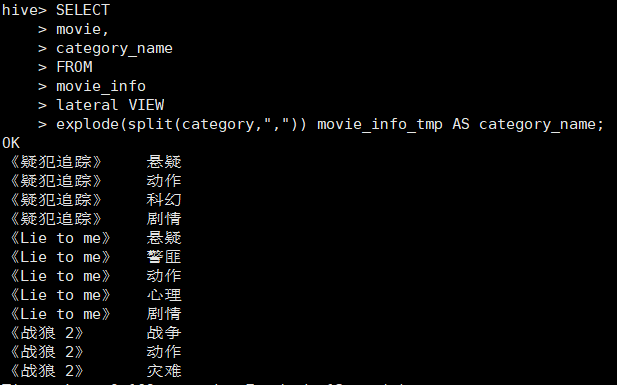 hive> SELECT
    > movie,
    > category_name
    > FROM
    > movie_info
    > lateral VIEW
    > explode(split(category,",")) movie_info_tmp AS category_name;
OK
《疑犯追踪》    悬疑
《疑犯追踪》    动作
《疑犯追踪》    科幻
《疑犯追踪》    剧情
《Lie to me》   悬疑
《Lie to me》   警匪
《Lie to me》   动作
《Lie to me》   心理
《Lie to me》   剧情
《战狼 2》      战争
《战狼 2》      动作
《战狼 2》      灾难